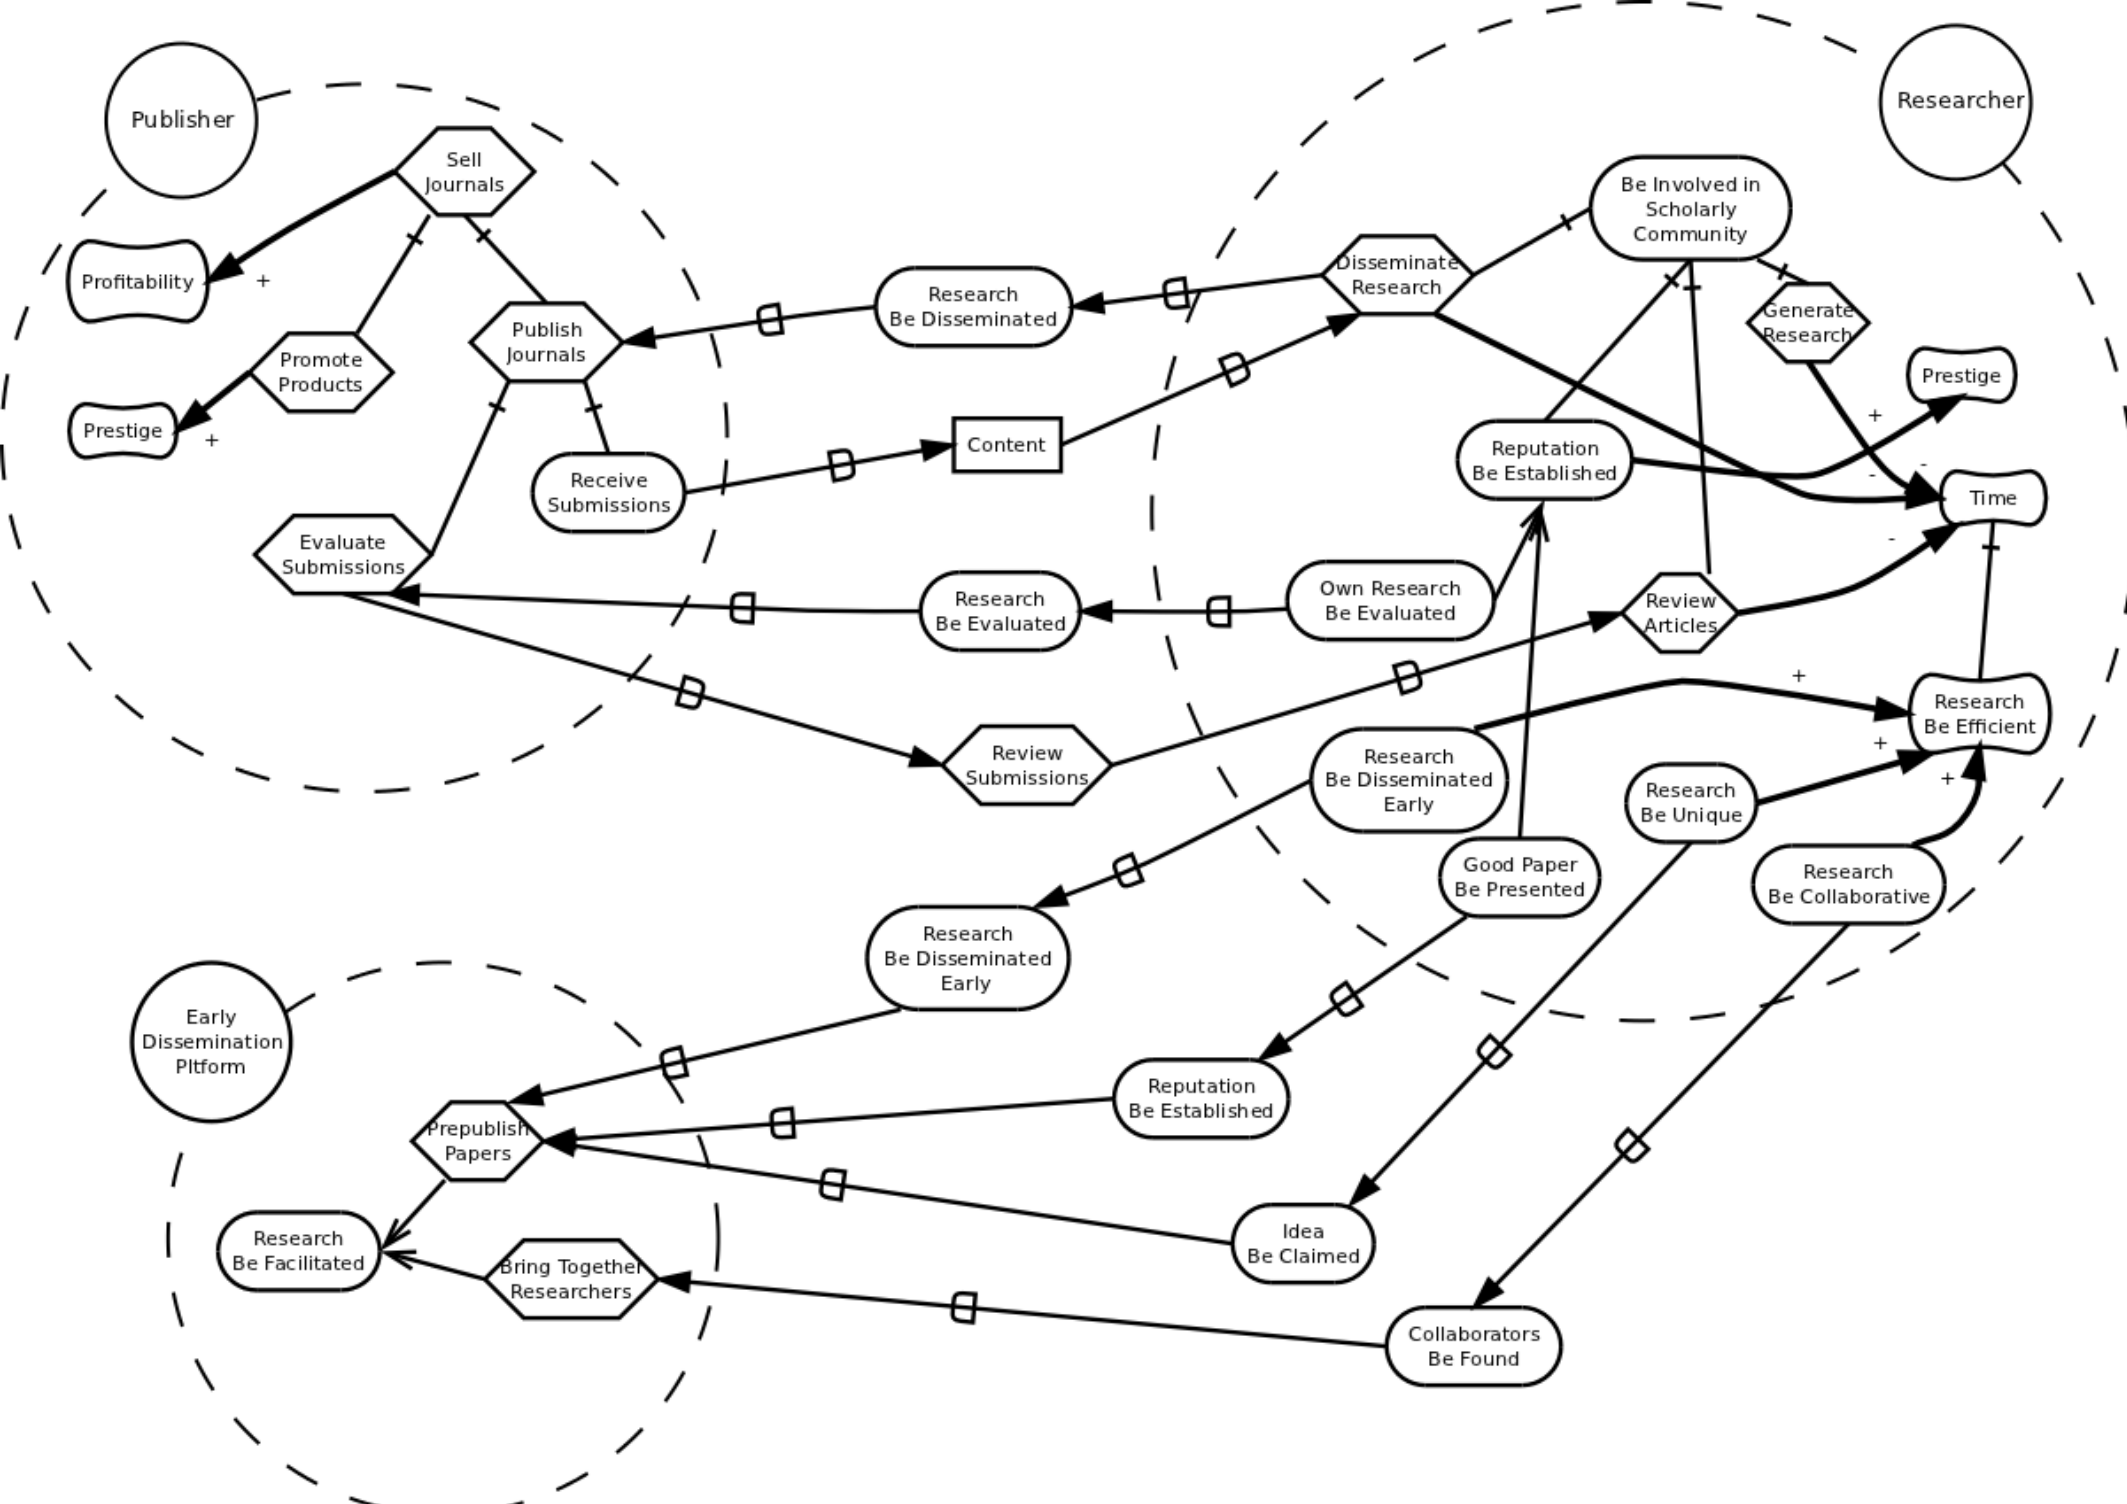 Publisher
Sell
Journals
Profitability
+
Promote
Products
Prestige
+
Publish
Journals
Receive
Submissions
Evaluate
Submissions
Research
Be Disseminated
Content
Research
Be Evaluated
Review
Submissions
Researcher
Be Involved in
Scholarly
Community
Disseminate
Research
Generate
Research
Prestige
+
Reputation
Be Established
-
-
Time
-
Own Research
Be Evaluated
Review
Articles
+
Research
Be Efficient
+
+
Research
Be Disseminated
Early
Research
Be Unique
Good Paper
Be Presented
Research
Be Collaborative
Research
Be Disseminated
Early
Reputation
Be Established
Idea
Be Claimed
Collaborators
Be Found
Early
Dissemination
Pltform
Prepublish
Papers
Research
Be Facilitated
Bring Together
Researchers